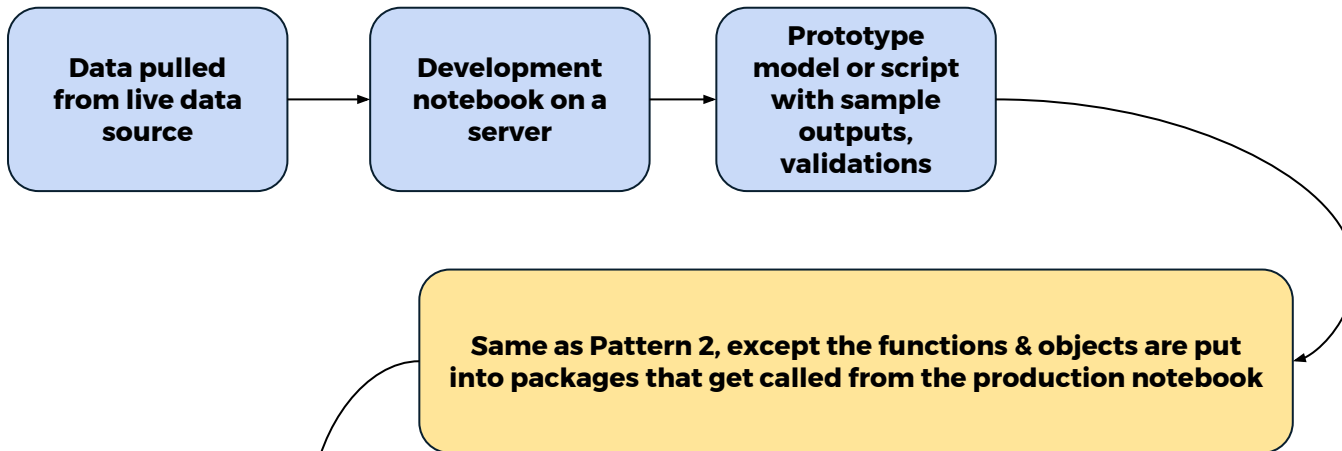 Data pulled
from live data
source
Development
notebook on a
server
Prototype
model or script
with sample
outputs,
validations
Same as Pattern 2, except the functions & objects are put
into packages that get called from the production notebook